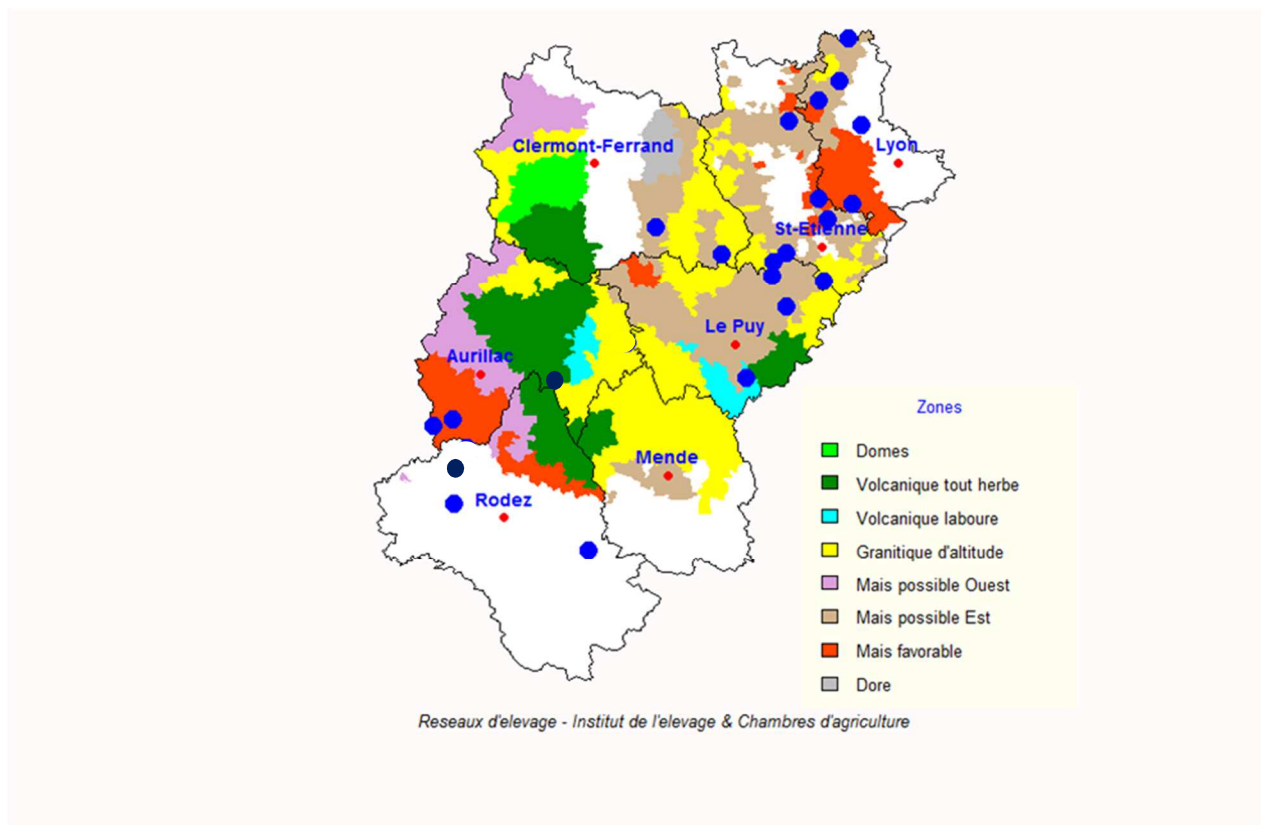 Clermont-Ferrand
Lyon
St-Etienne
Le Puy
Aurillac
Mende
Rodez
Zones
Domes
Volcanique tout herbe
Volcanique laboure
Granitique d'altitude
Mais possible Ouest
Mais possible Est
Mais favorable
Dore
Reseaux d'elevage - Institut de l'elevage & Chambres d'agriculture